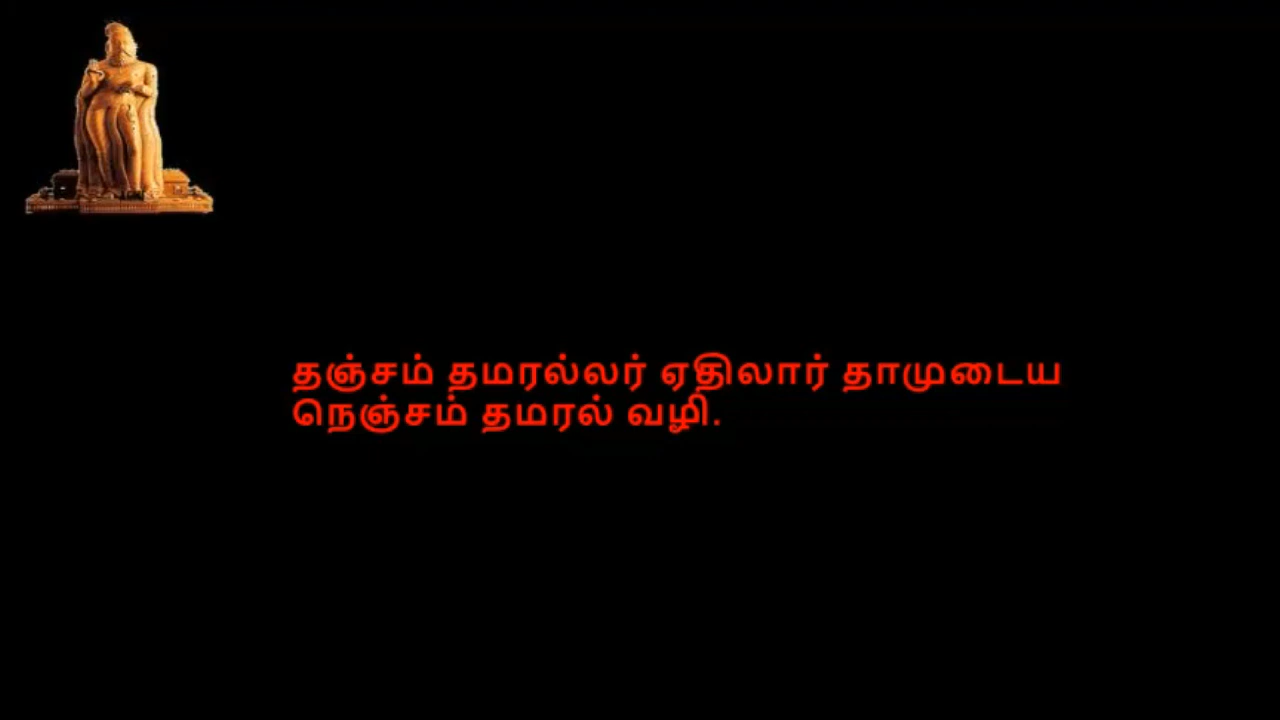 தஞ்சம் தமரல்லர் ஏதிலார் தாமுடைய
நெஞ்சம் தமரல் வழி.